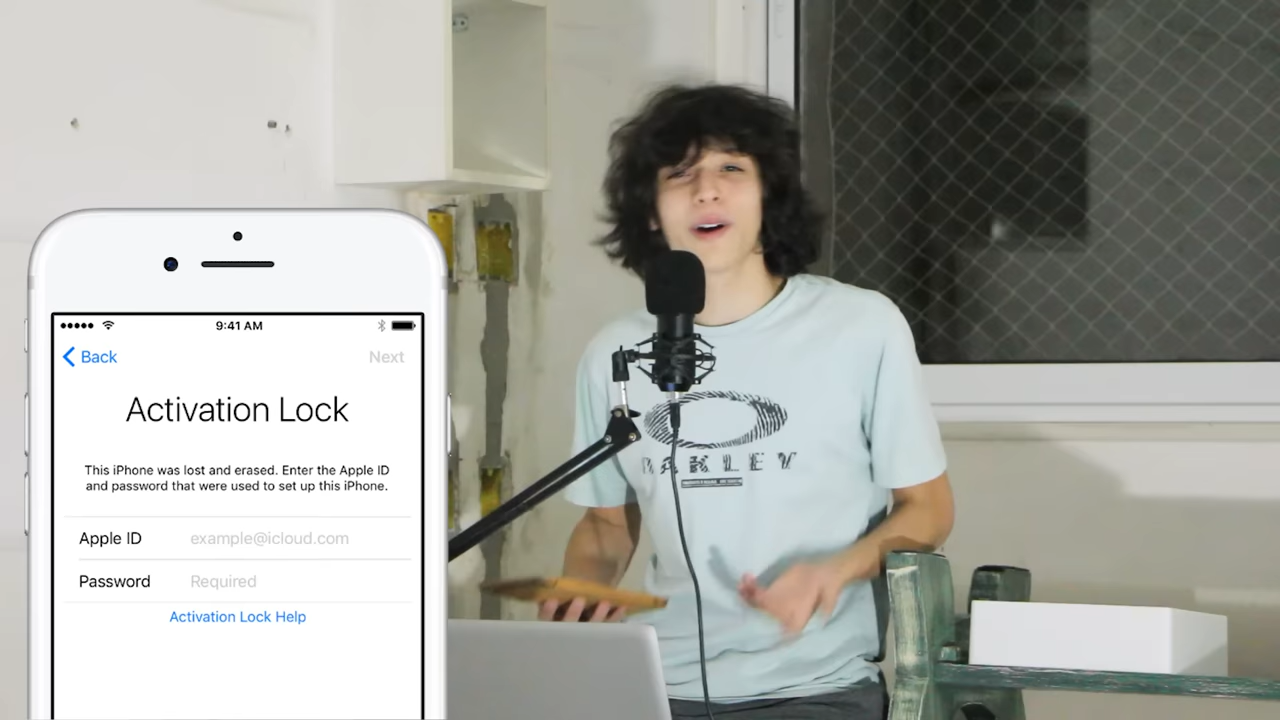 9:41 AM
Back
Next
Activation Lock
This iPhone was lost and erased. Enter the Apple ID
and password that were used to set up this iPhone.
Apple ID
example@icloud.com
Password
Required
Activation Lock Help
OAKLEY